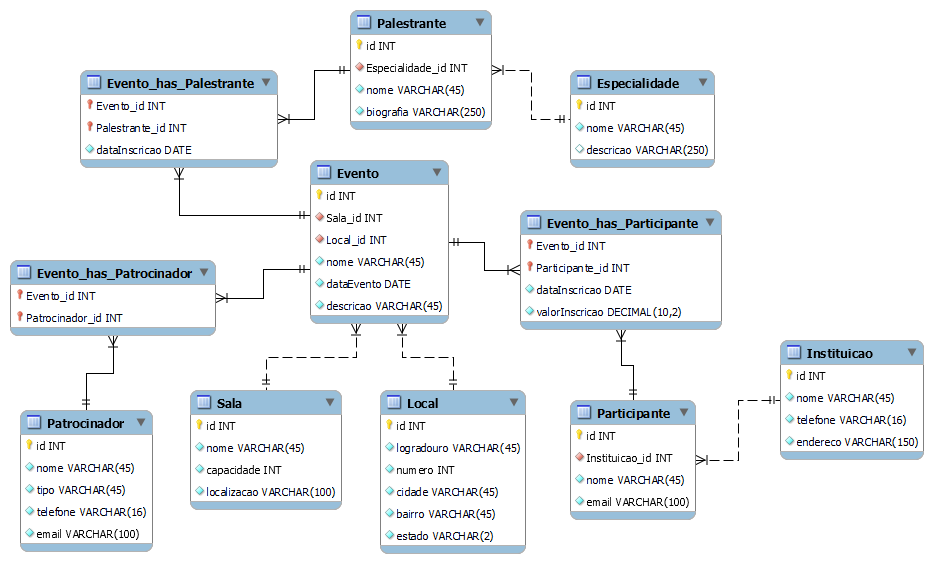 Palestrante
id INT
Especialidade_id INT
nome VARCHAR(45)
biografia VARCHAR(250)
Evento_has_Palestrante
Evento_id INT
Palestrante_id INT
dataInscricao DATE
Especialidade
id INT
nome VARCHAR(45)
descricao VARCHAR(250)
Evento
id INT
Sala_id INT
Local_id INT
nome VARCHAR(45)
dataEvento DATE
descricao VARCHAR(45)
Evento_has_Participante
Evento_id INT
Participante_id INT
dataInscricao DATE
valorInscricao DECIMAL(10,2)
Evento_has_Patrocinador
Evento_id INT
Patrocinador_id INT
Instituicao
id INT
nome VARCHAR(45)
telefone VARCHAR(16)
endereco VARCHAR(150)
Patrocinador
id INT
nome VARCHAR(45)
tipo VARCHAR(45)
telefone VARCHAR(16)
email VARCHAR(100)
Sala
id INT
nome VARCHAR(45)
capacidade INT
localizacao VARCHAR(100)
Local
id INT
logradouro VARCHAR(45)
numero INT
cidade VARCHAR(45)
bairro VARCHAR(45)
estado VARCHAR(2)
Participante
id INT
Instituicao_id INT
nome VARCHAR(45)
email VARCHAR(100)